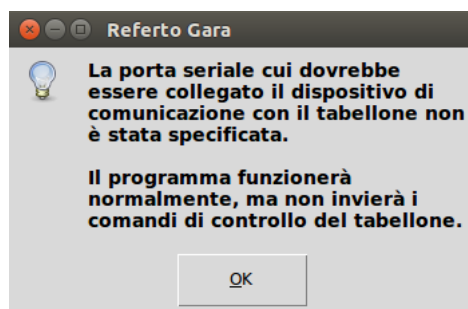 Referto Gara
La porta seriale cui dovrebbe
essere collegato il dispositivo di
comunicazione con il tabellone non
è stata specificata.
Il programma funzionerà
normalmente, ma non invierà i
comandi di controllo del tabellone.
OK